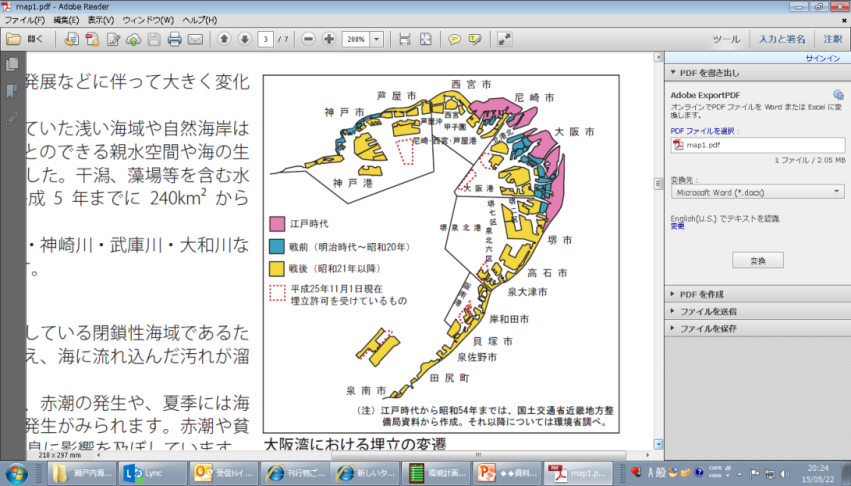 map1.pdf - Adobe Reader
ファイル(F) 編集(E) 表示(V) ウィンドウ(W) ヘルプ(H)
開く
3 / 7
200%
ツール
入力と署名
注釈
サインイン
発展などに伴って大きく変化
ていた浅い海域や自然海岸は
とのできる親水空間や海の生
した。干潟、藻場等を含む水
成 5 年までに 240km² から
・神崎川・武庫川・大和川な
す。
している閉鎖性海域であるた
え、海に流れ込んだ汚れが溜
、赤潮の発生や、夏季には海
発生がみられます。赤潮や貧
息に影響を及ぼしています。
西宮市
芦屋市
尼崎市
神戸市
大阪市
西宮
芦屋沖
甲子園
尼崎・西宮・芦屋港
神戸港
大阪港
堺泉北港
堺七区
堺二区
泉北六区
堺市
高石市
泉大津市
岸和田市
貝塚市
泉佐野市
田尻町
泉南市
江戸時代
戦前（明治時代～昭和20年）
戦後（昭和21年以降）
平成25年11月1日現在
埋立許可を受けているもの
（注）江戸時代から昭和54年までは、国土交通省近畿地方整
備局資料から作成。それ以降については環境省調べ。
大阪湾における埋立の変遷
210 x 297 mm
PDF を書き出し
Adobe ExportPDF
オンラインで PDF ファイルを Word または Excel に変
換します。
PDF ファイルを選択 :
map1.pdf
1 ファイル / 2.05 MB
変換先 :
Microsoft Word (*.docx)
English(U.S.) でテキストを認識
変更
変換
PDF を作成
ファイルを送信
ファイルを保存
瀬戸内海...
Lync
受信トレイ ...
刊行物ご...
新しいタ...
環境計画...
◆◆資料...
map1.p...
A 般
CAPS
KANA
20:24
15/05/22